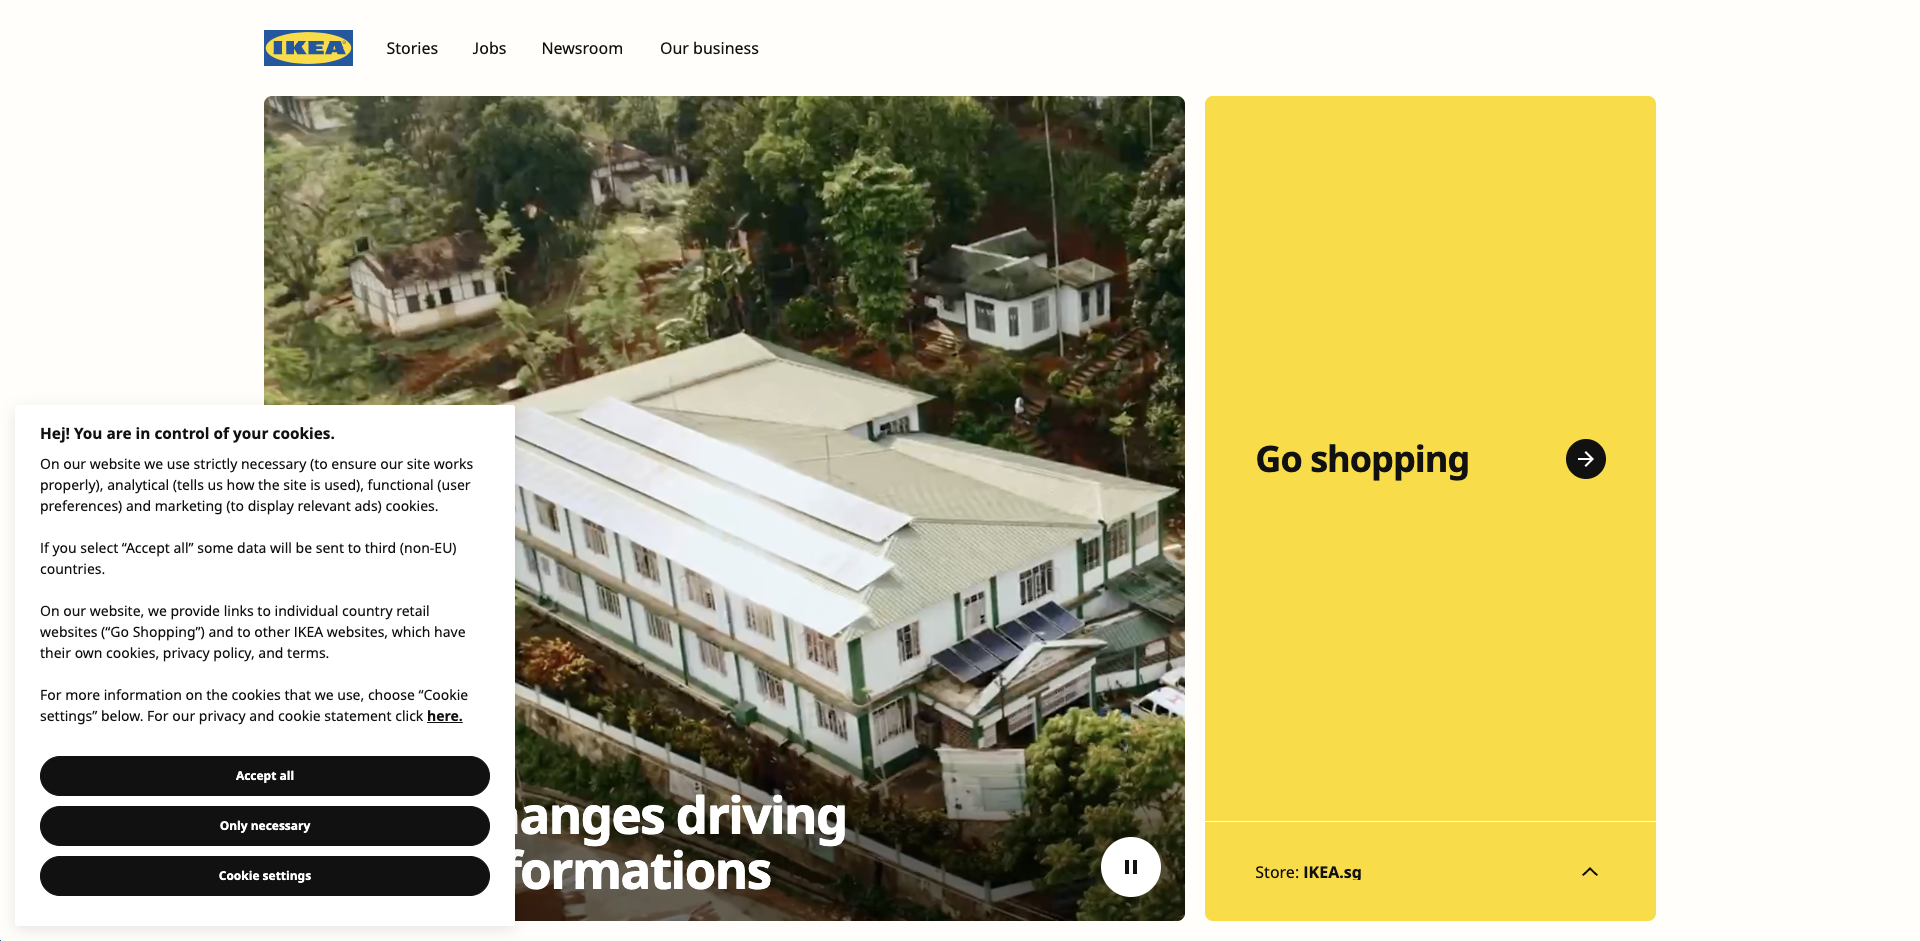 IKEA
Stories
Jobs
Newsroom
Our business
Hej! You are in control of your cookies.
On our website we use strictly necessary (to ensure our site works
properly), analytical (tells us how the site is used), functional (user
preferences) and marketing (to display relevant ads) cookies.
If you select “Accept all” some data will be sent to third (non-EU)
countries.
On our website, we provide links to individual country retail
websites (“Go Shopping”) and to other IKEA websites, which have
their own cookies, privacy policy, and terms.
For more information on the cookies that we use, choose “Cookie
settings” below. For our privacy and cookie statement click here.
Accept all
Only necessary
Cookie settings
driving
Go shopping
Store: IKEA.sg